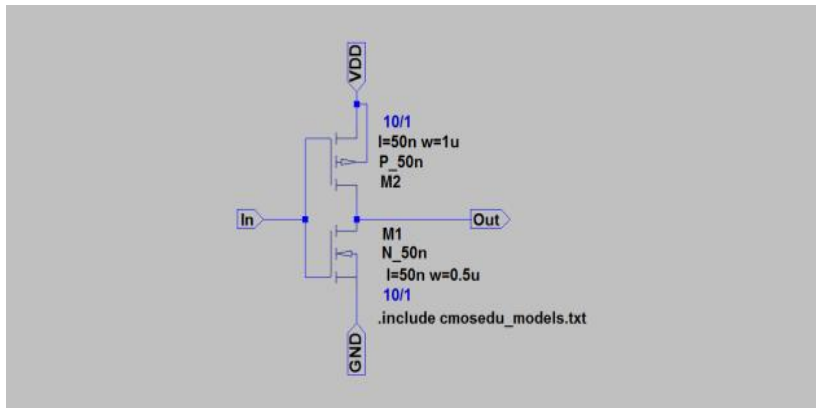 VDD
10/1
l=50n w=1u
P_50n
M2
In
Out
M1
N_50n
l=50n w=0.5u
10/1
.include cmosedu_models.txt
GND